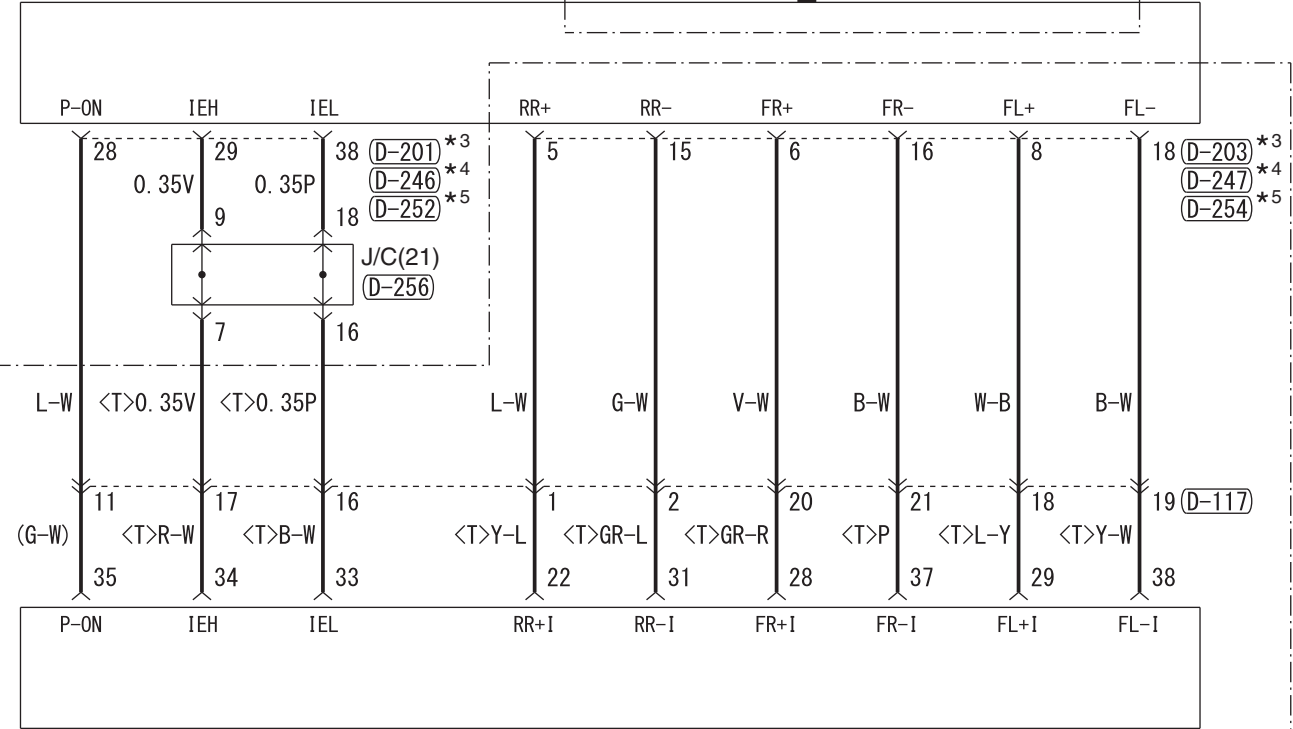 P-ON IEH IEL RR+ RR- FR+ FR- FL+ FL-
28 29 38 (D-201)*3 5 15 6 16 8 18 (D-203)*3
0.35V 0.35P (D-246)*4 (D-247)*4
9 18 (D-252)*5 (D-254)*5
J/C(21)
(D-256)
7 16
L-W <T>0.35V <T>0.35P L-W G-W V-W B-W W-B B-W
11 17 16 1 2 20 21 18 19 (D-117)
(G-W) <T>R-W <T>B-W <T>Y-L <T>GR-L <T>GR-R <T>P <T>L-Y <T>Y-W
35 34 33 22 31 28 37 29 38
P-ON IEH IEL RR+I RR-I FR+I FR-I FL+I FL-I